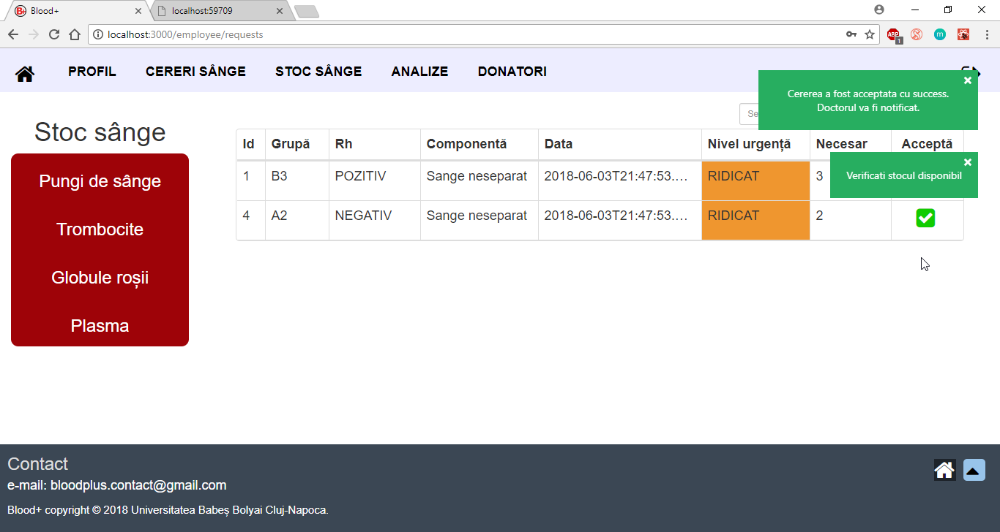 Blood+
localhost:59709
localhost:3000/employee/requests
ABP
1
m
PROFIL CERERI SÂNGE STOC SÂNGE ANALIZE DONATORI
Cererea a fost acceptata cu success.
Doctorul va fi notificat.
Verificati stocul disponibil
Stoc sânge
Pungi de sânge
Trombocite
Globule roșii
Plasma
Id Grupă Rh Componentă Data Nivel urgență Necesar Acceptă
1 B3 POZITIV Sange neseparat 2018-06-03T21:47:53.... RIDICAT 3
4 A2 NEGATIV Sange neseparat 2018-06-03T21:47:53.... RIDICAT 2
Contact
e-mail: bloodplus.contact@gmail.com
Blood+ copyright © 2018 Universitatea Babeș Bolyai Cluj-Napoca.